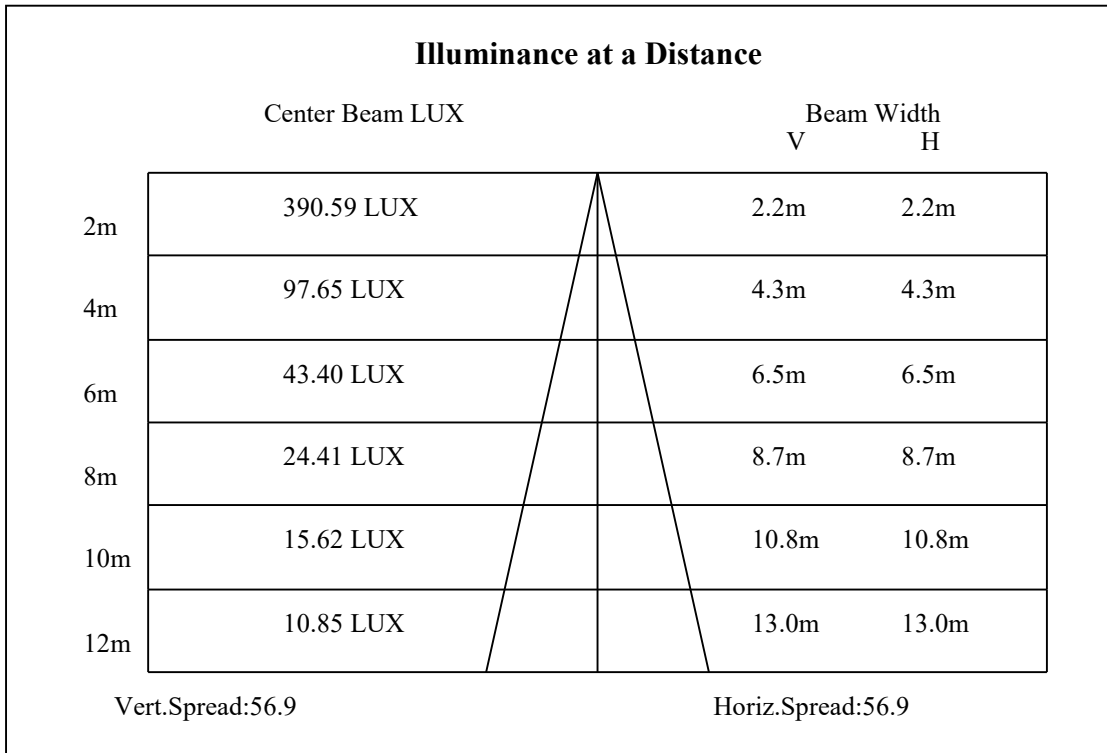 Illuminance at a Distance
Center Beam LUX Beam Width
V H
2m 390.59 LUX 2.2m 2.2m
4m 97.65 LUX 4.3m 4.3m
6m 43.40 LUX 6.5m 6.5m
8m 24.41 LUX 8.7m 8.7m
10m 15.62 LUX 10.8m 10.8m
12m 10.85 LUX 13.0m 13.0m
Vert.Spread:56.9 Horiz.Spread:56.9